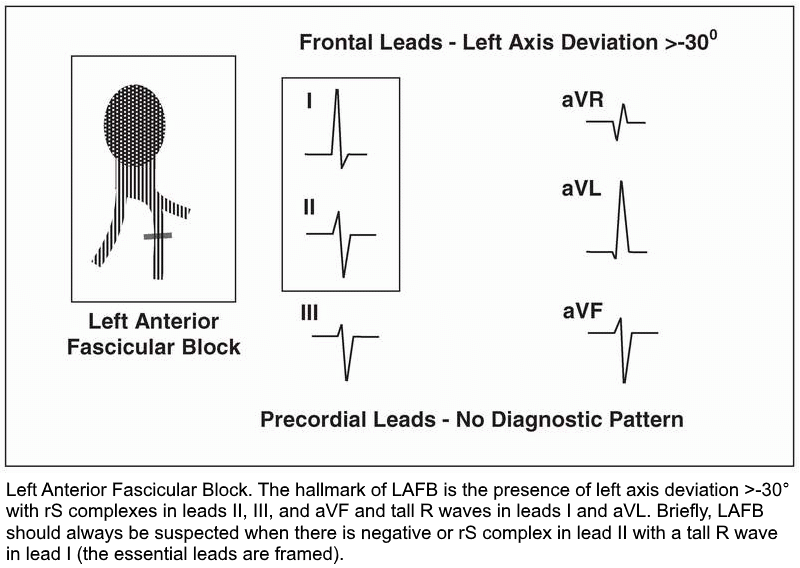 Frontal Leads - Left Axis Deviation >-30⁰
I
aVR
II
aVL
III
aVF
Left Anterior
Fascicular Block
Precordial Leads - No Diagnostic Pattern
Left Anterior Fascicular Block. The hallmark of LAFB is the presence of left axis deviation >-30°
with rS complexes in leads II, III, and aVF and tall R waves in leads I and aVL. Briefly, LAFB
should always be suspected when there is negative or rS complex in lead II with a tall R wave
in lead I (the essential leads are framed).